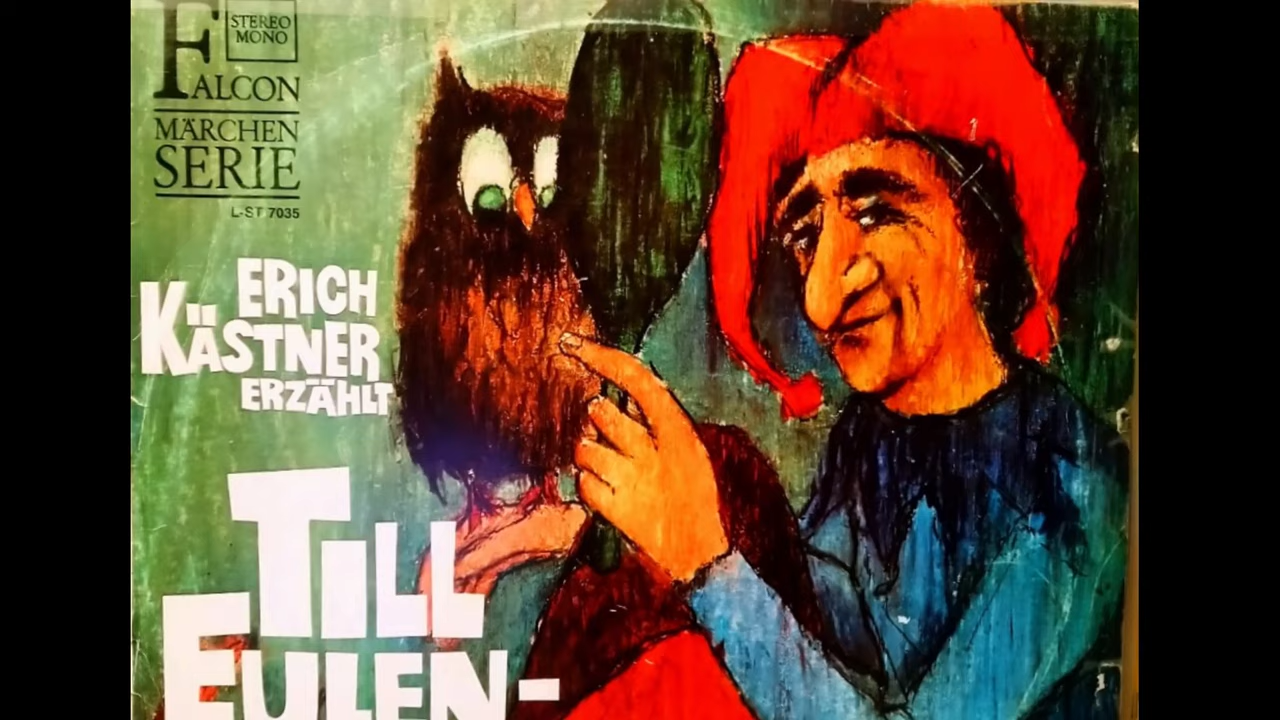 STEREO
MONO
FALCON
MÄRCHEN
SERIE
L-ST 7035
ERICH
KÄSTNER
ERZÄHLT
TILL
EULEN-